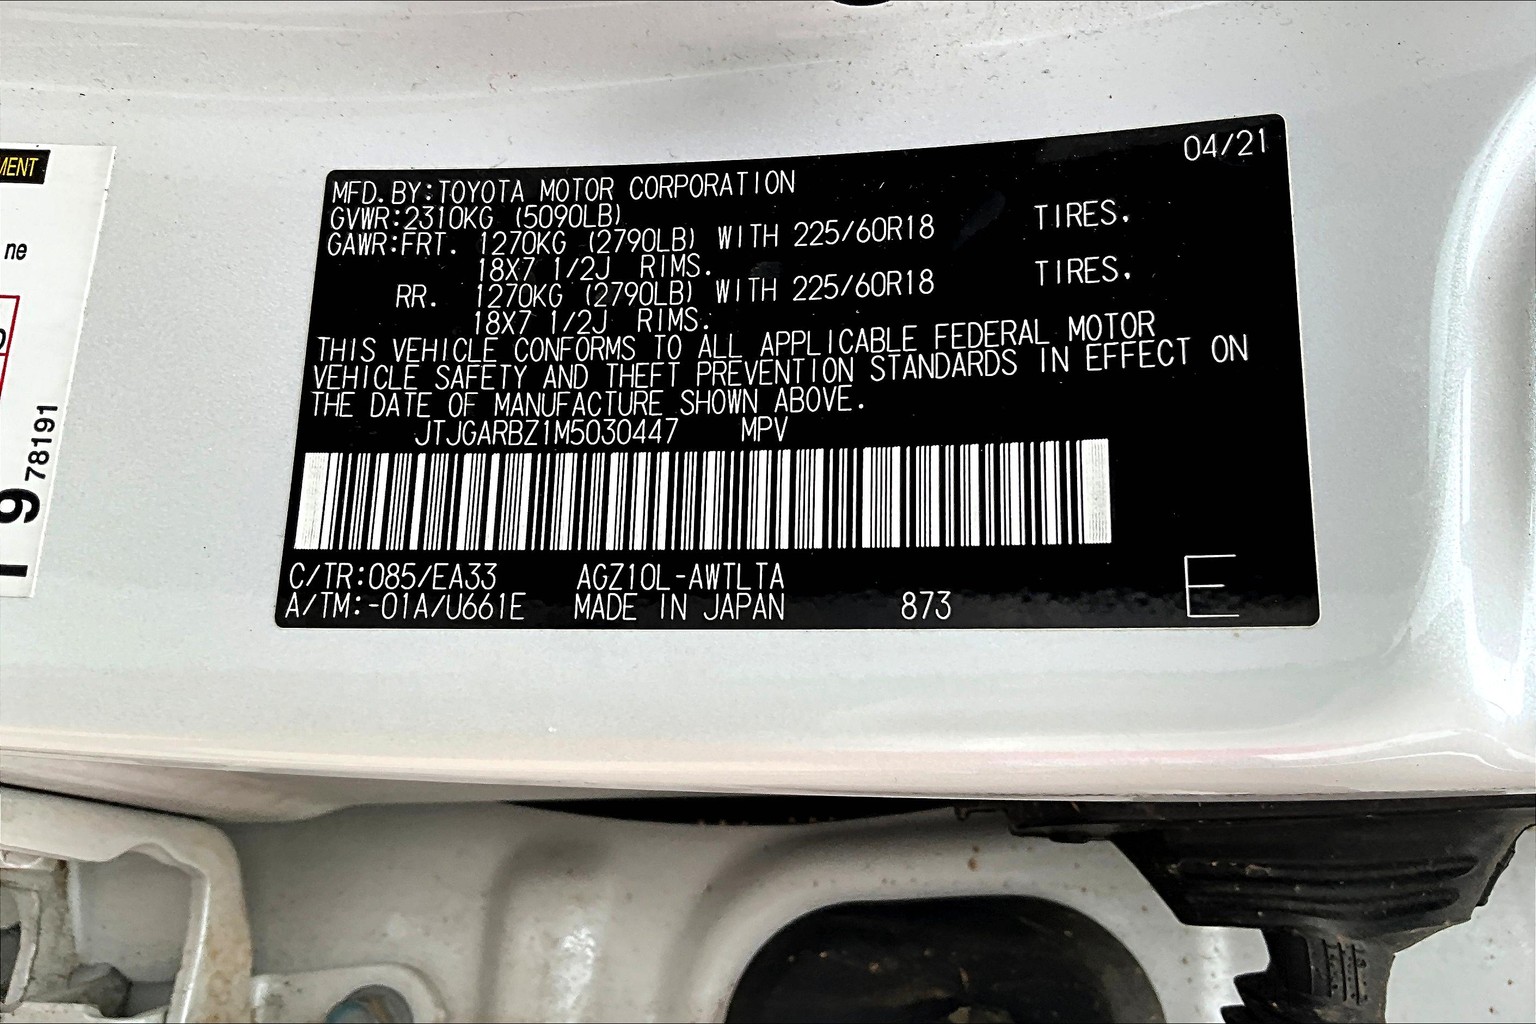 MENT
ne
978191
04/21
MFD.BY:TOYOTA MOTOR CORPORATION
GVWR:2310KG (5090LB)
GAWR:FRT. 1270KG (2790LB) WITH 225/60R18 TIRES.
18X7 1/2J RIMS.
RR. 1270KG (2790LB) WITH 225/60R18 TIRES.
18X7 1/2J RIMS.
THIS VEHICLE CONFORMS TO ALL APPLICABLE FEDERAL MOTOR
VEHICLE SAFETY AND THEFT PREVENTION STANDARDS IN EFFECT ON
THE DATE OF MANUFACTURE SHOWN ABOVE.
JTJGARBZ1M5030447 MPV
C/TR:085/EA33 AGZ10L-AWTLTA
A/TM:-01A/U661E MADE IN JAPAN 873 E